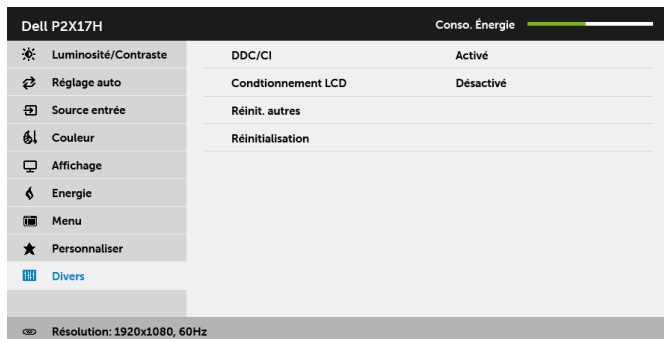 Dell P2X17H Conso. Énergie
Luminosité/Contraste DDC/CI Activé
Réglage auto Condtionnement LCD Désactivé
Source entrée Réinit. autres
Couleur Réinitialisation
Affichage
Energie
Menu
Personnaliser
Divers
Résolution: 1920x1080, 60Hz